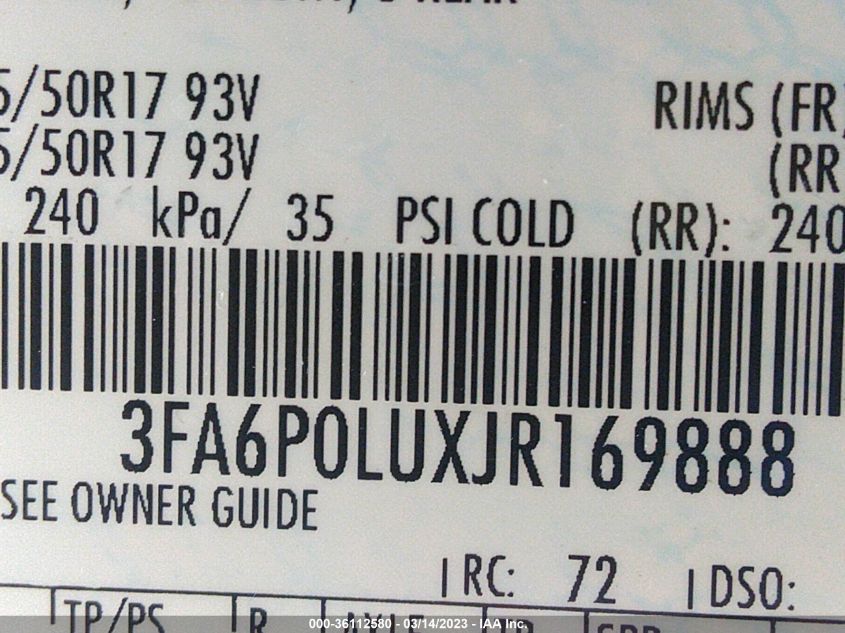 5/50R17 93V RIMS (FR)
5/50R17 93V (RR
240 kPa/ 35 PSI COLD (RR): 240
3FA6P0LUXJR169888
SEE OWNER GUIDE
RC: 72 DSO:
TP/PS R AXLE
000-36112580 - 03/14/2023 - IAA Inc.